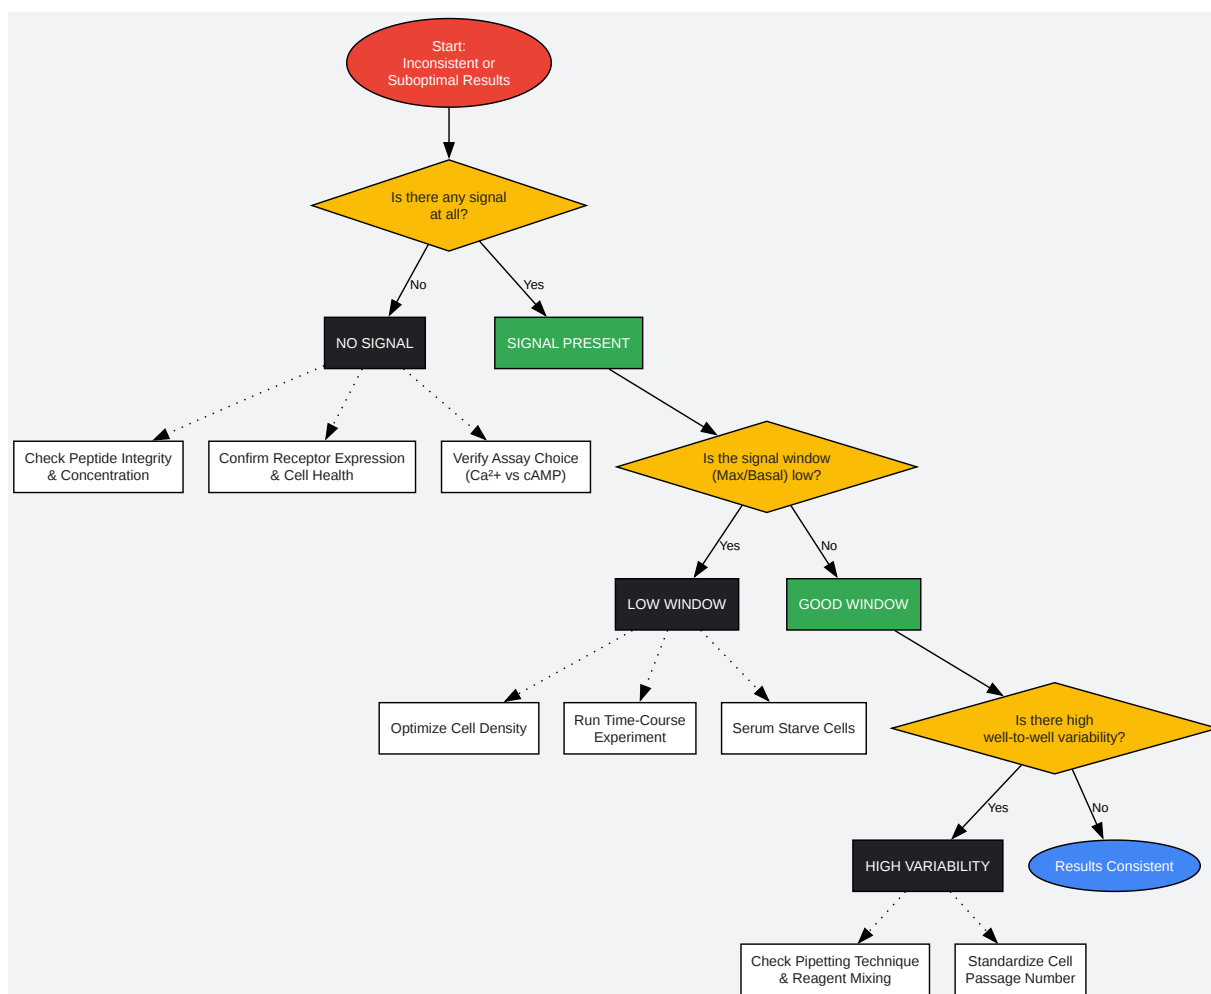 Start:
Inconsistent or
Suboptimal Results
Is there any signal
at all?
No
Yes
NO SIGNAL
SIGNAL PRESENT
Check Peptide Integrity
& Concentration
Confirm Receptor Expression
& Cell Health
Verify Assay Choice
(Ca²+ vs cAMP)
Is the signal window
(Max/Basal) low?
Yes
No
LOW WINDOW
GOOD WINDOW
Optimize Cell Density
Run Time-Course
Experiment
Serum Starve Cells
Is there high
well-to-well variability?
Yes
No
HIGH VARIABILITY
Results Consistent
Check Pipetting Technique
& Reagent Mixing
Standardize Cell
Passage Number